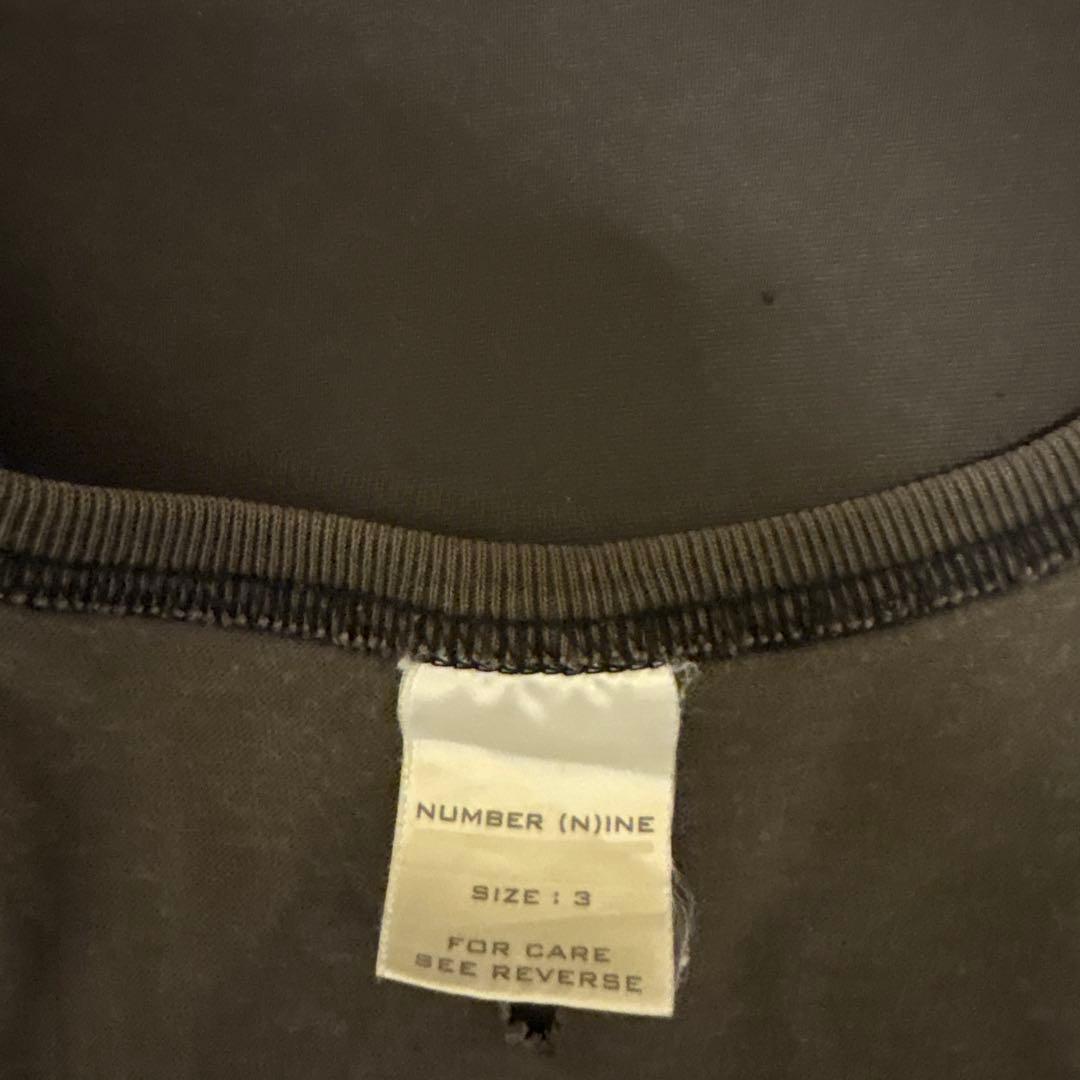 NUMBER (N)INE
SIZE : 3
FOR CARE
SEE REVERSE